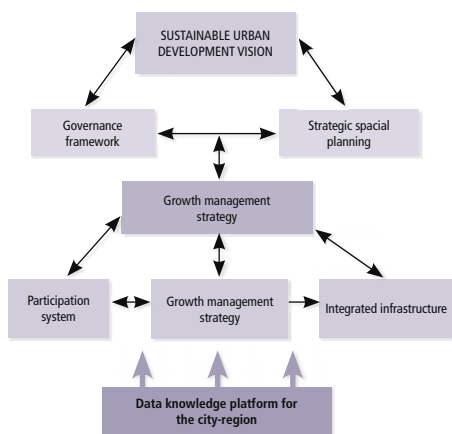 SUSTAINABLE URBAN
DEVELOPMENT VISION
Governance
framework
Strategic spacial
planning
Growth management
strategy
Participation
system
Growth management
strategy
Integrated infrastructure
Data knowledge platform for
the city-region